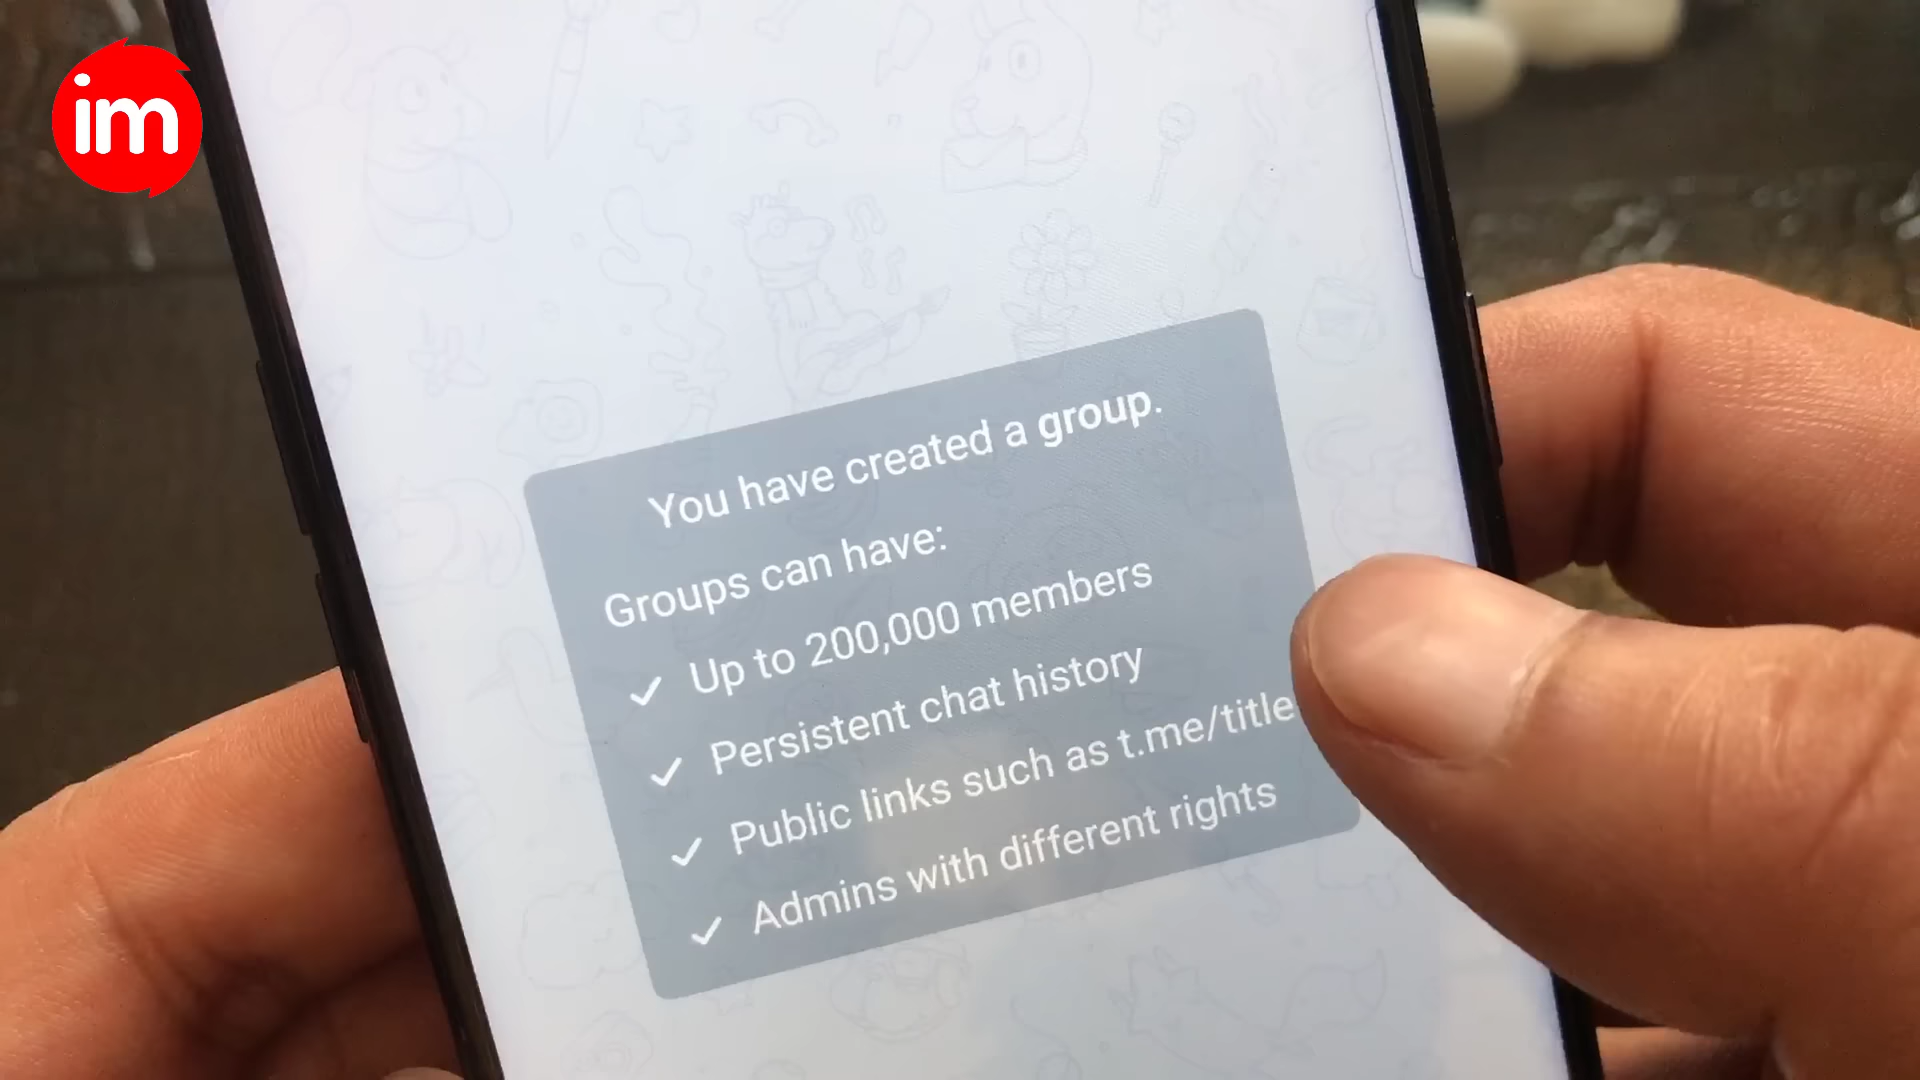 im
You have created a group.
Groups can have:
✓ Up to 200,000 members
✓ Persistent chat history
✓ Public links such as t.me/title
✓ Admins with different rights